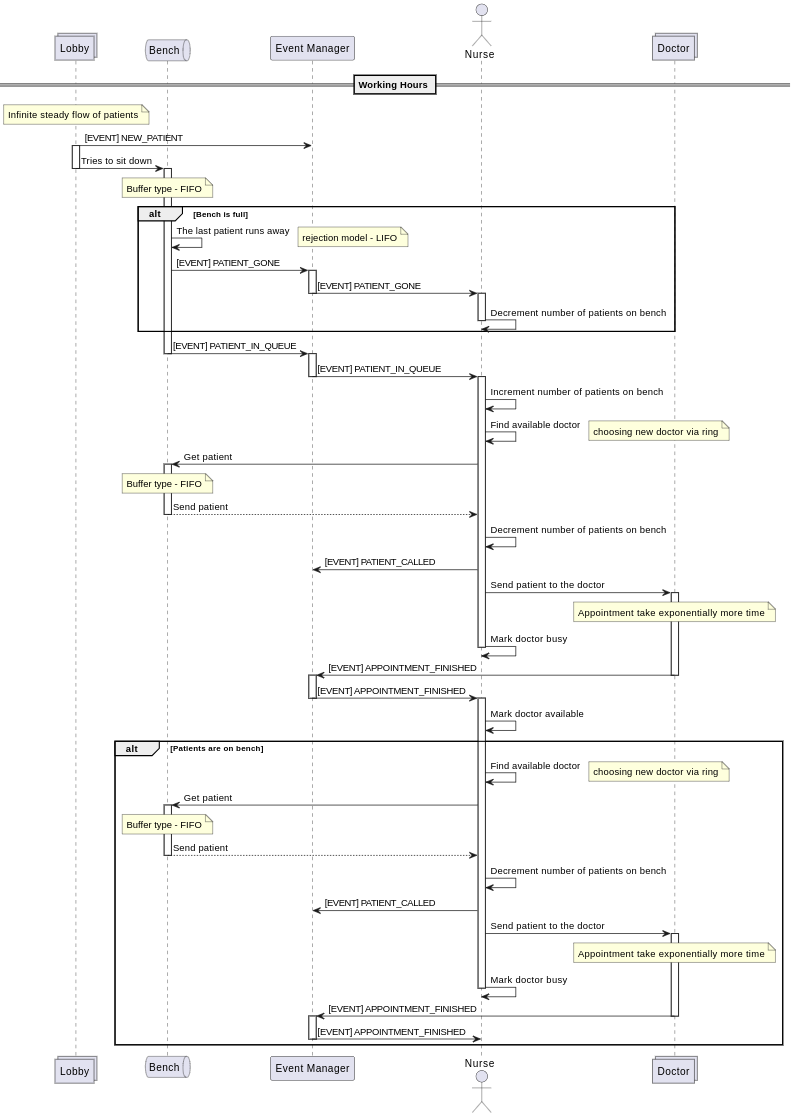 Lobby
Bench
Event Manager
Nurse
Doctor
Working Hours
Infinite steady flow of patients
[EVENT] NEW_PATIENT
Tries to sit down
Buffer type - FIFO
alt
[Bench is full]
The last patient runs away
rejection model - LIFO
[EVENT] PATIENT_GONE
[EVENT] PATIENT_GONE
Decrement number of patients on bench
[EVENT] PATIENT_IN_QUEUE
[EVENT] PATIENT_IN_QUEUE
Increment number of patients on bench
Find available doctor
choosing new doctor via ring
Get patient
Buffer type - FIFO
Send patient
Decrement number of patients on bench
[EVENT] PATIENT_CALLED
Send patient to the doctor
Appointment take exponentially more time
Mark doctor busy
[EVENT] APPOINTMENT_FINISHED
[EVENT] APPOINTMENT_FINISHED
Mark doctor available
alt
[Patients are on bench]
Find available doctor
choosing new doctor via ring
Get patient
Buffer type - FIFO
Send patient
Decrement number of patients on bench
[EVENT] PATIENT_CALLED
Send patient to the doctor
Appointment take exponentially more time
Mark doctor busy
[EVENT] APPOINTMENT_FINISHED
[EVENT] APPOINTMENT_FINISHED
Lobby
Bench
Event Manager
Nurse
Doctor